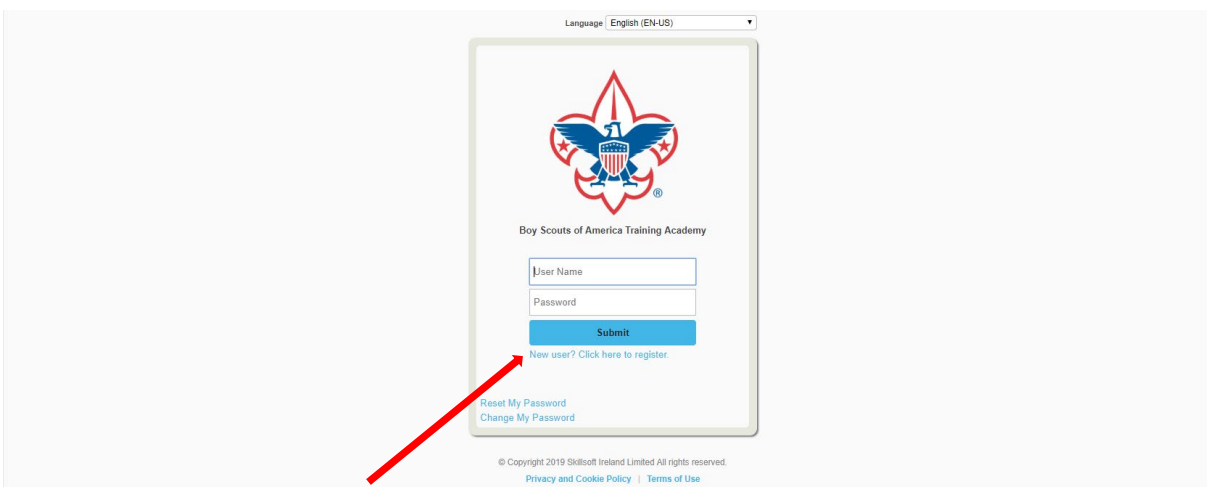 Language English (EN-US)
®
Boy Scouts of America Training Academy
User Name
Password
Submit
New user? Click here to register.
Reset My Password
Change My Password
© Copyright 2019 Skillsoft Ireland Limited All rights reserved.
Privacy and Cookie Policy | Terms of Use